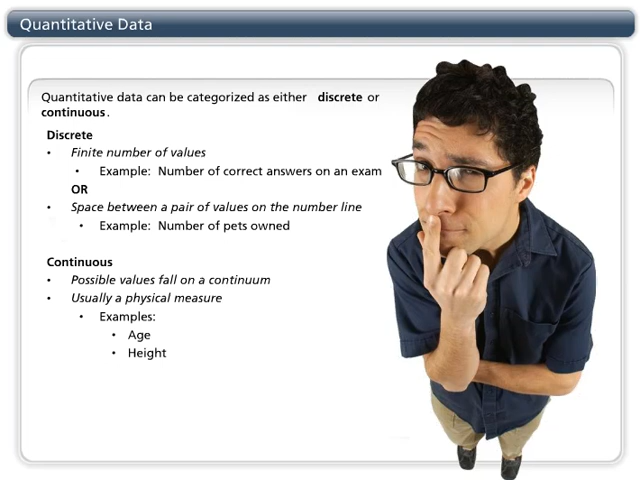 Quantitative Data
Quantitative data can be categorized as either discrete or
continuous.
Discrete
• Finite number of values
• Example: Number of correct answers on an exam
OR
• Space between a pair of values on the number line
• Example: Number of pets owned
Continuous
• Possible values fall on a continuum
• Usually a physical measure
• Examples:
• Age
• Height